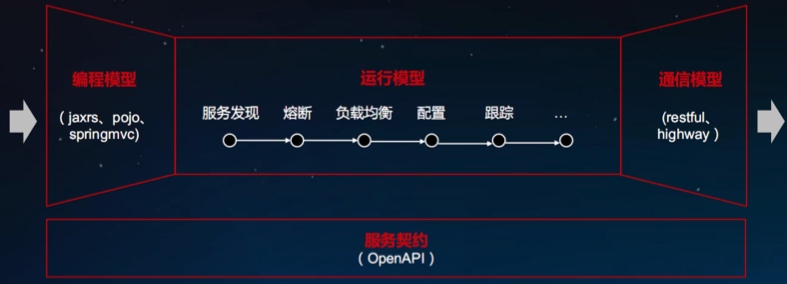 编程模型
（jaxrs、pojo、
springmvc)
运行模型
服务发现 熔断 负载均衡 配置 跟踪 …
通信模型
(restful、
highway）
服务契约
（OpenAPI）